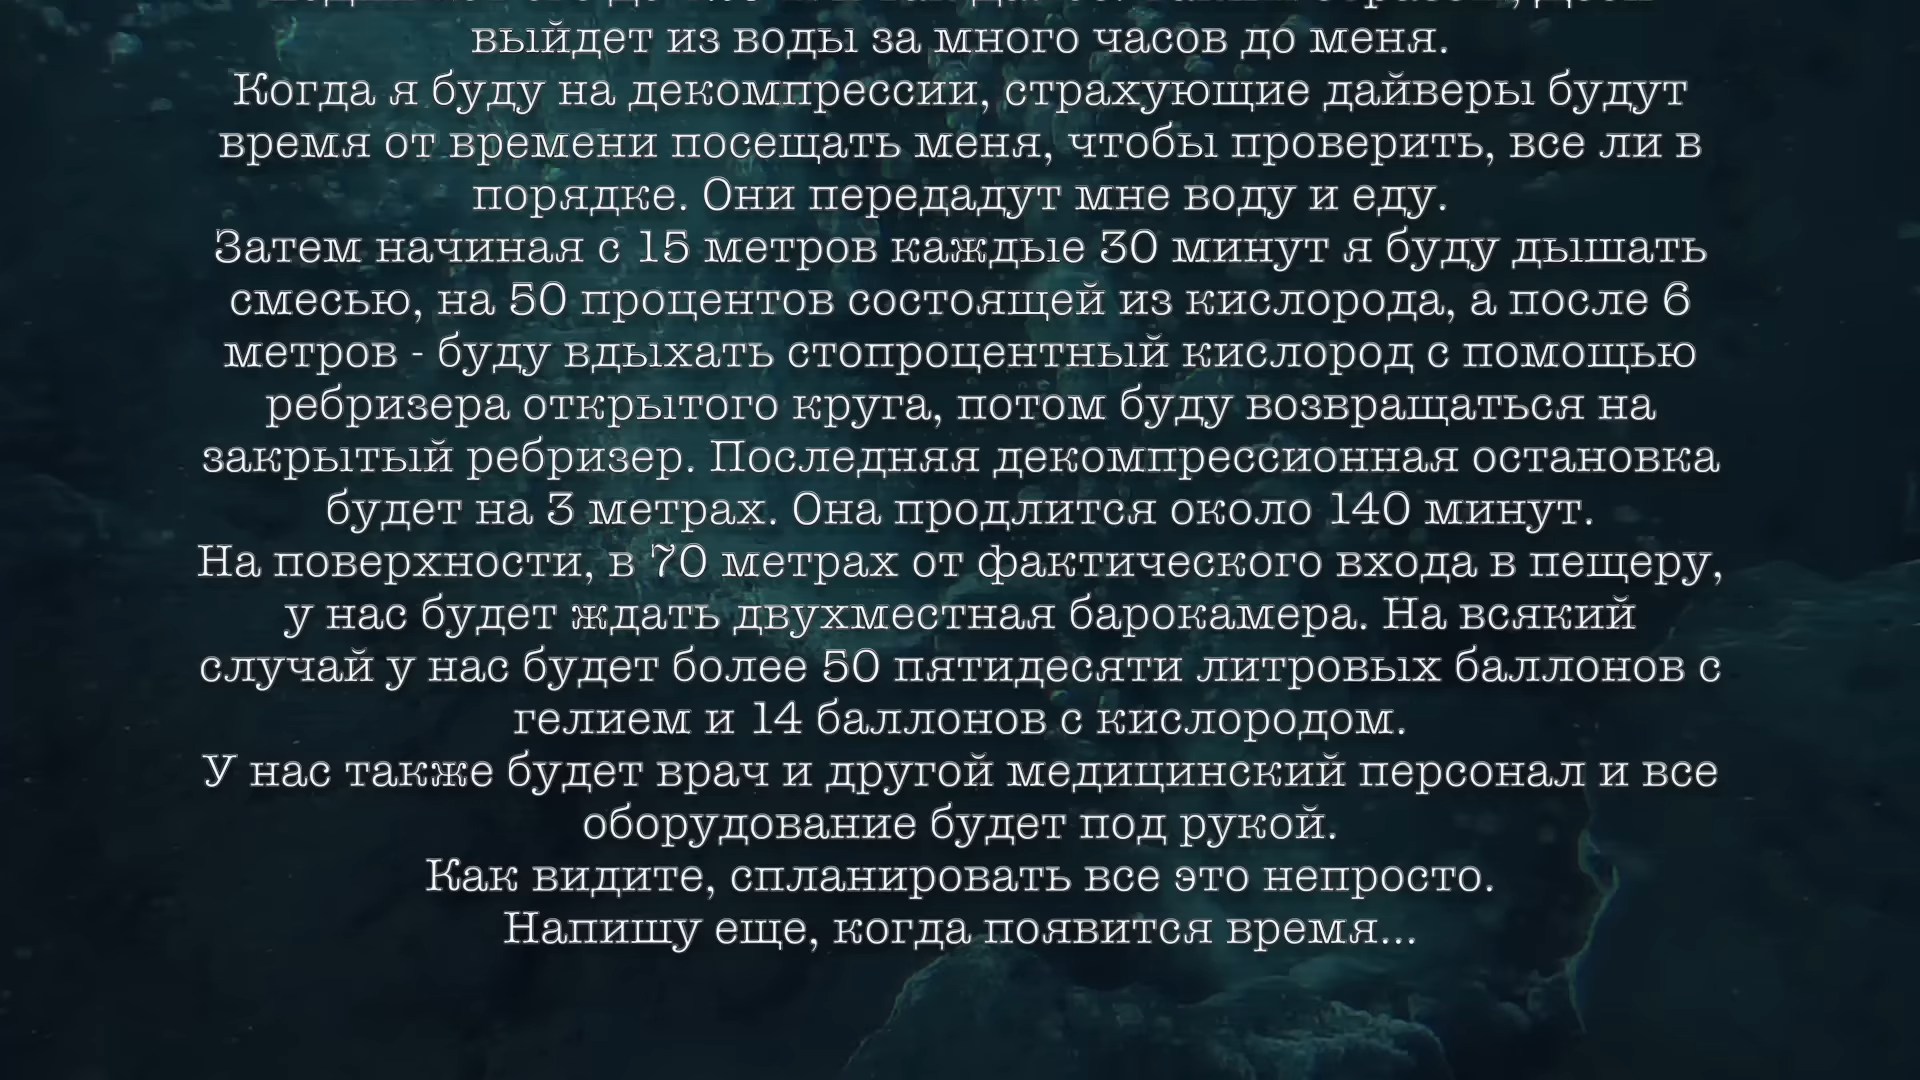 выйдет из воды за много часов до меня.
Когда я буду на декомпрессии, страхующие дайверы будут
время от времени посещать меня, чтобы проверить, все ли в
порядке. Они передадут мне воду и еду.
Затем начиная с 15 метров каждые 30 минут я буду дышать
смесью, на 50 процентов состоящей из кислорода, а после 6
метров - буду вдыхать стопроцентный кислород с помощью
ребризера открытого круга, потом буду возвращаться на
закрытый ребризер. Последняя декомпрессионная остановка
будет на 3 метрах. Она продлится около 140 минут.
На поверхности, в 70 метрах от фактического входа в пещеру,
у нас будет ждать двухместная барокамера. На всякий
случай у нас будет более 50 пятидесяти литровых баллонов с
гелием и 14 баллонов с кислородом.
У нас также будет врач и другой медицинский персонал и все
оборудование будет под рукой.
Как видите, спланировать все это непросто.
Напишу еще, когда появится время...